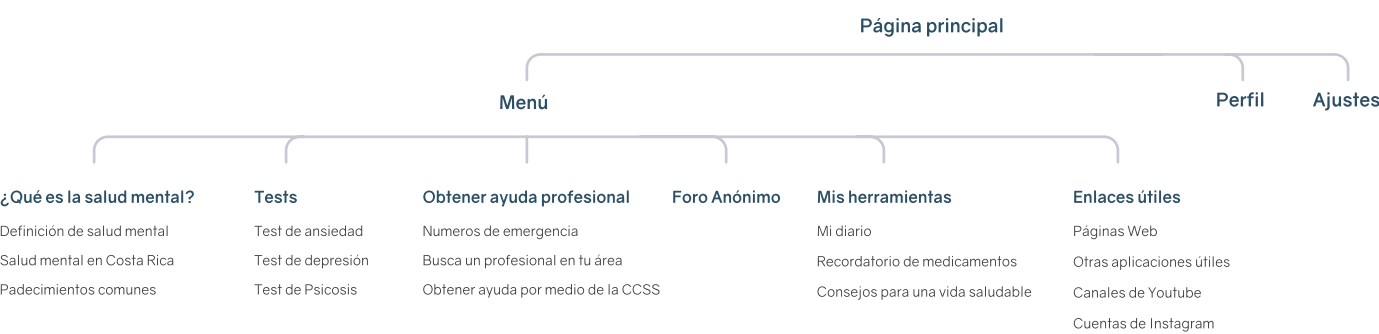 Página principal
Menú
Perfil
Ajustes
¿Qué es la salud mental?
Definición de salud mental
Salud mental en Costa Rica
Padecimientos comunes
Tests
Test de ansiedad
Test de depresión
Test de Psicosis
Obtener ayuda profesional
Numeros de emergencia
Busca un profesional en tu área
Obtener ayuda por medio de la CCSS
Foro Anónimo
Mis herramientas
Mi diario
Recordatorio de medicamentos
Consejos para una vida saludable
Enlaces útiles
Páginas Web
Otras aplicaciones útiles
Canales de Youtube
Cuentas de Instagram